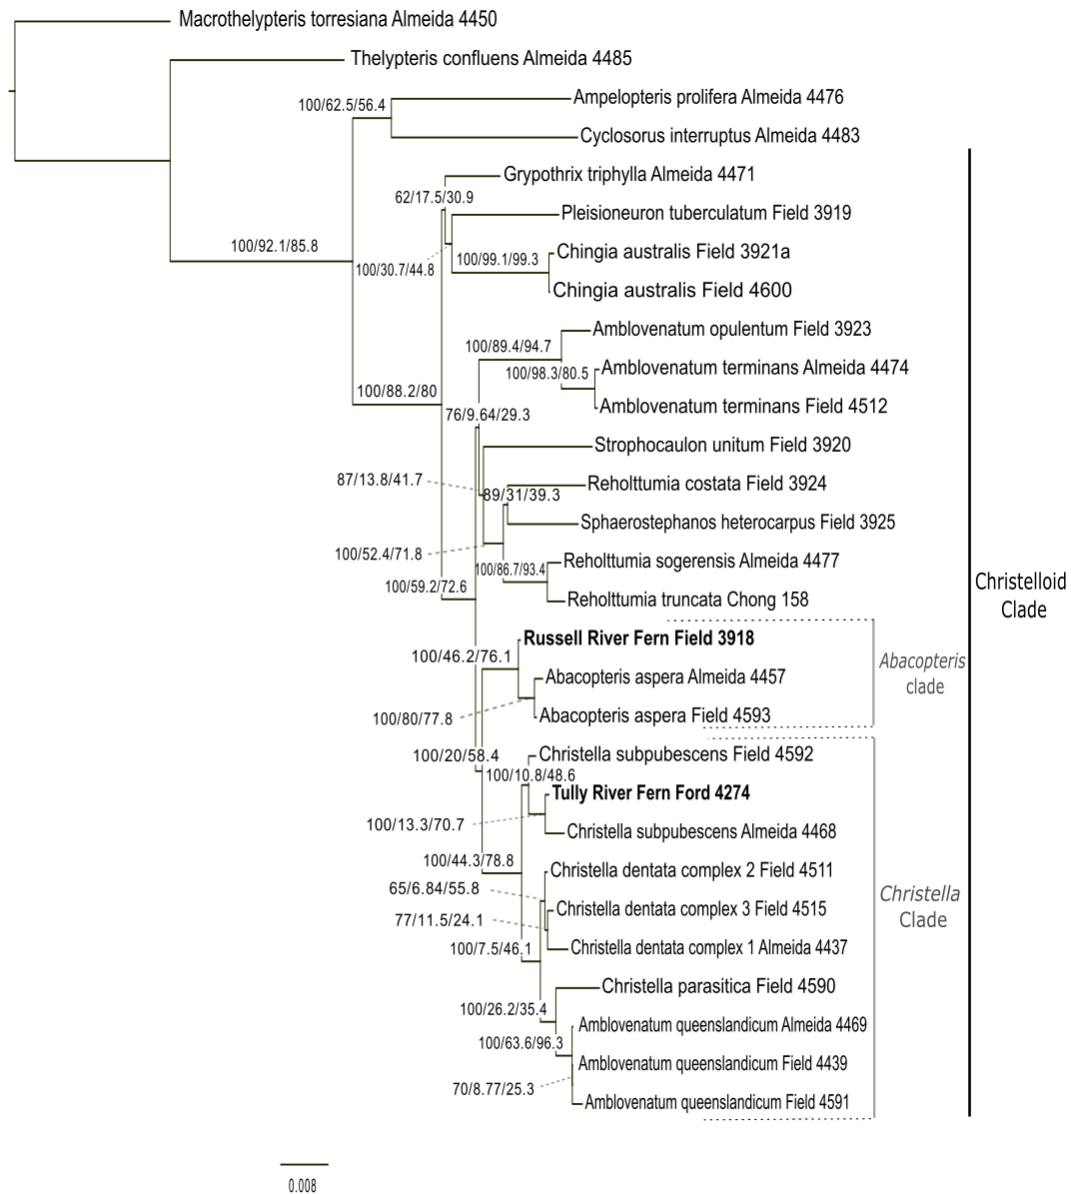 Macrothelypteris torresiana Almeida 4450
Thelypteris confluens Almeida 4485
Ampelopteris prolifera Almeida 4476
100/62.5/56.4
Cyclosorus interruptus Almeida 4483
Grypothrix triphylla Almeida 4471
62/17.5/30.9
Pleisioneuron tuberculatum Field 3919
100/92.1/85.8
Chingia australis Field 3921a
100/99.1/99.3
100/30.7/44.8
Chingia australis Field 4600
Amblovenatum opulentum Field 3923
100/89.4/94.7
Amblovenatum terminans Almeida 4474
100/98.3/80.5
100/88.2/80
Amblovenatum terminans Field 4512
76/9.64/29.3
Strophocaulon unitum Field 3920
87/13.8/41.7
Reholttumia costata Field 3924
89/31/39.3
Sphaerostephanos heterocarpus Field 3925
100/52.4/71.8
Reholttumia sogerensis Almeida 4477
100/86.7/93.4
100/59.2/72.6
Reholttumia truncata Chong 158
Christelloid
Clade
Russell River Fern Field 3918
100/46.2/76.1
Abacopteris
clade
Abacopteris aspera Almeida 4457
100/80/77.8
Abacopteris aspera Field 4593
100/20/58.4
Christella subpubescens Field 4592
100/10.8/48.6
Tully River Fern Ford 4274
100/13.3/70.7
Christella subpubescens Almeida 4468
100/44.3/78.8
Christella dentata complex 2 Field 4511
65/6.84/55.8
Christella
Clade
Christella dentata complex 3 Field 4515
77/11.5/24.1
Christella dentata complex 1 Almeida 4437
100/7.5/46.1
Christella parasitica Field 4590
100/26.2/35.4
Amblovenatum queenslandicum Almeida 4469
100/63.6/96.3
Amblovenatum queenslandicum Field 4439
70/8.77/25.3
Amblovenatum queenslandicum Field 4591
0.008